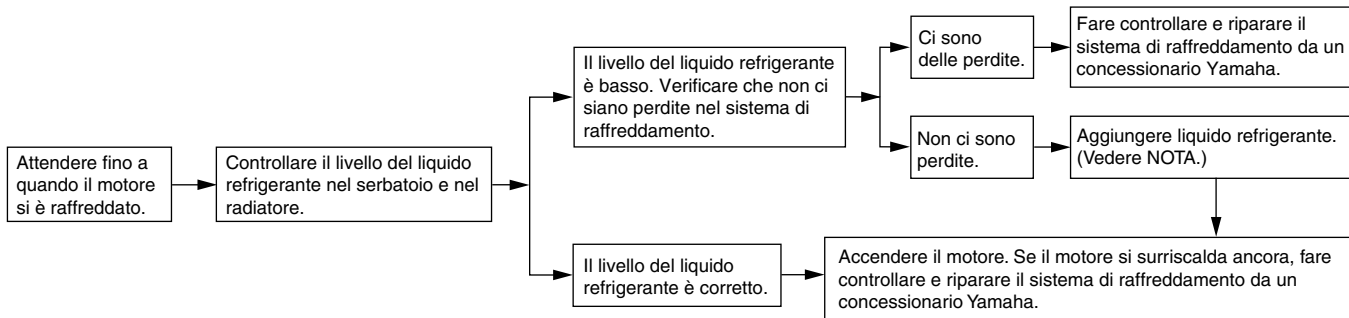 Attendere fino a
quando il motore
si è raffreddato.
Controllare il livello del liquido
refrigerante nel serbatoio e nel
radiatore.
Il livello del liquido refrigerante
è basso. Verificare che non ci
siano perdite nel sistema di
raffreddamento.
Ci sono
delle perdite.
Fare controllare e riparare il
sistema di raffreddamento da un
concessionario Yamaha.
Non ci sono
perdite.
Aggiungere liquido refrigerante.
(Vedere NOTA.)
Il livello del liquido
refrigerante è corretto.
Accendere il motore. Se il motore si surriscalda ancora, fare
controllare e riparare il sistema di raffreddamento da un
concessionario Yamaha.